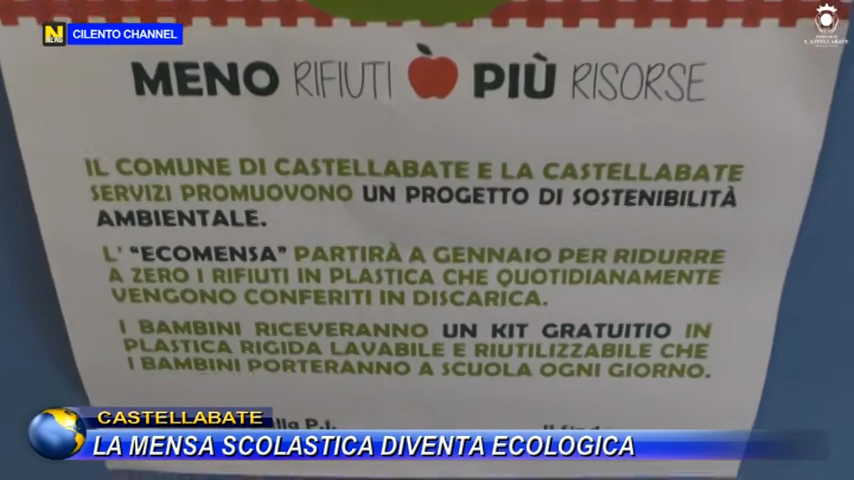 CILENTO CHANNEL
CASTELLABATE
MENO RIFIUTI PIÙ RISORSE
IL COMUNE DI CASTELLABATE E LA CASTELLABATE
SERVIZI PROMUOVONO UN PROGETTO DI SOSTENIBILITÀ
AMBIENTALE.
L' "ECOMENSA" PARTIRÀ A GENNAIO PER RIDURRE
A ZERO I RIFIUTI IN PLASTICA CHE QUOTIDIANAMENTE
VENGONO CONFERITI IN DISCARICA.
I BAMBINI RICEVERANNO UN KIT GRATUITIO IN
PLASTICA RIGIDA LAVABILE E RIUTILIZZABILE CHE
I BAMBINI PORTERANNO A SCUOLA OGNI GIORNO.
P.I.
CASTELLABATE
LA MENSA SCOLASTICA DIVENTA ECOLOGICA